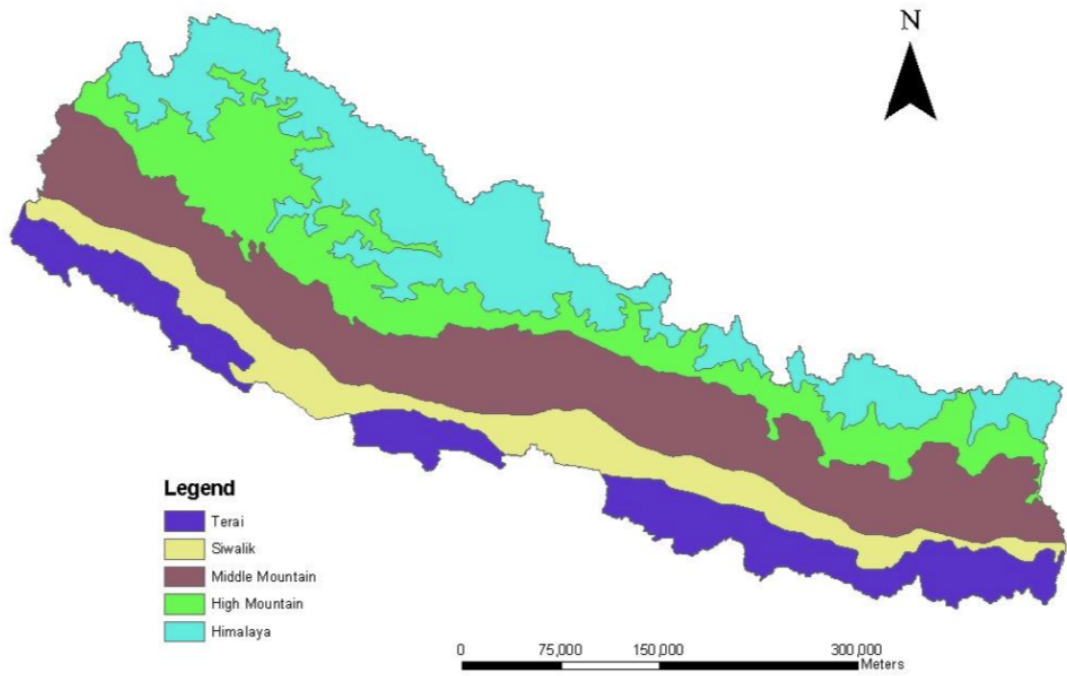 N
Legend
Terai
Siwalik
Middle Mountain
High Mountain
Himalaya
0 75,000 150,000 300,000
Meters